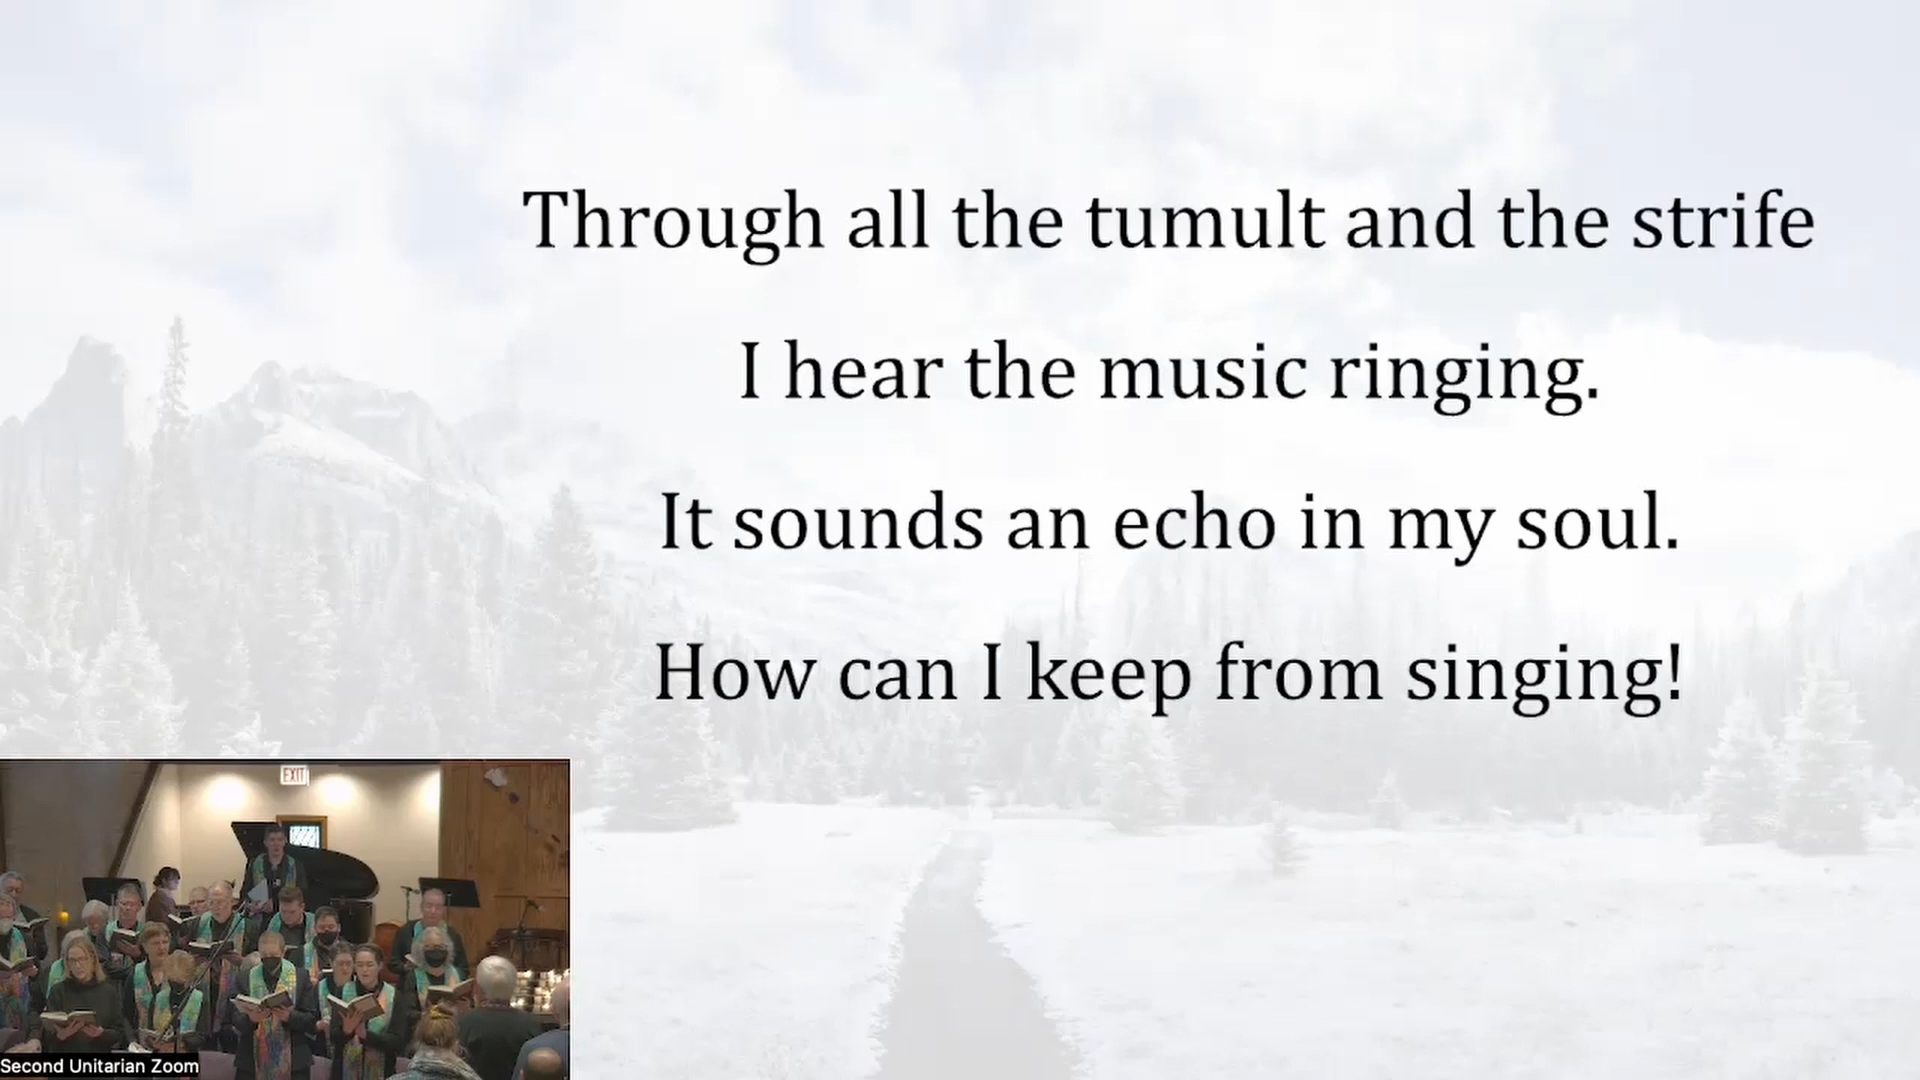 Through all the tumult and the strife
I hear the music ringing.
It sounds an echo in my soul.
How can I keep from singing!
EXIT
Second Unitarian Zoom